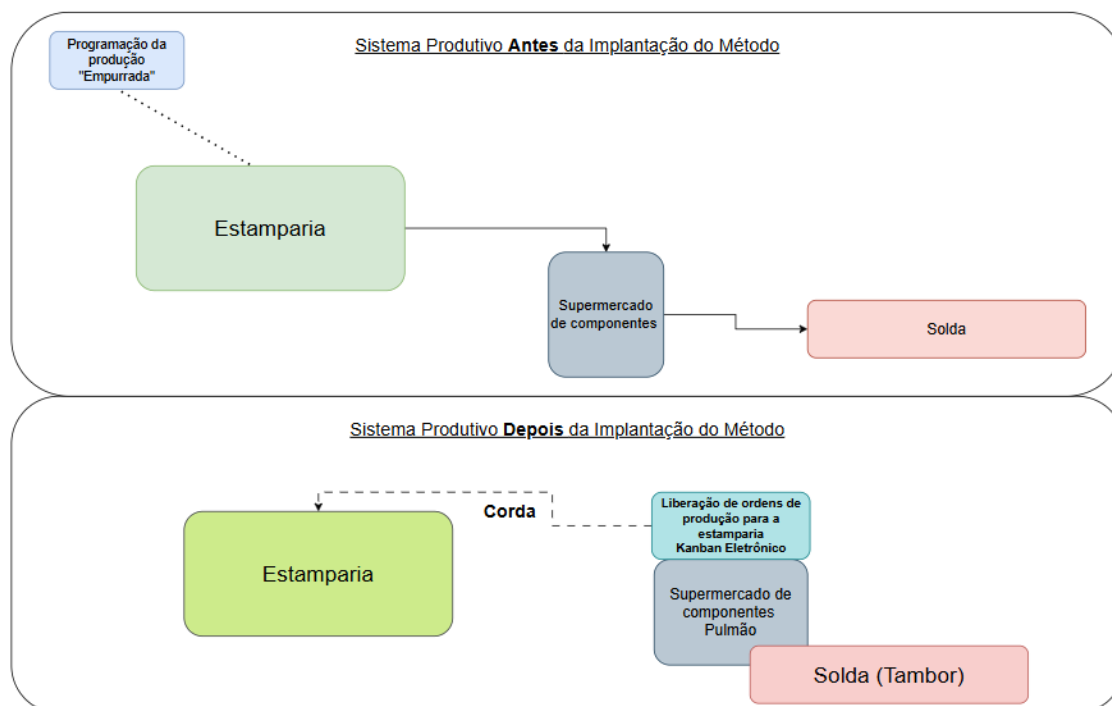 Sistema Produtivo Antes da Implantação do Método
Programação da
produção
"Empurrada"
Estamparia
Supermercado
de componentes
Solda
Sistema Produtivo Depois da Implantação do Método
Corda
Liberação de ordens de
produção para a
estamparia
Kanban Eletrônico
Estamparia
Supermercado de
componentes
Pulmão
Solda (Tambor)